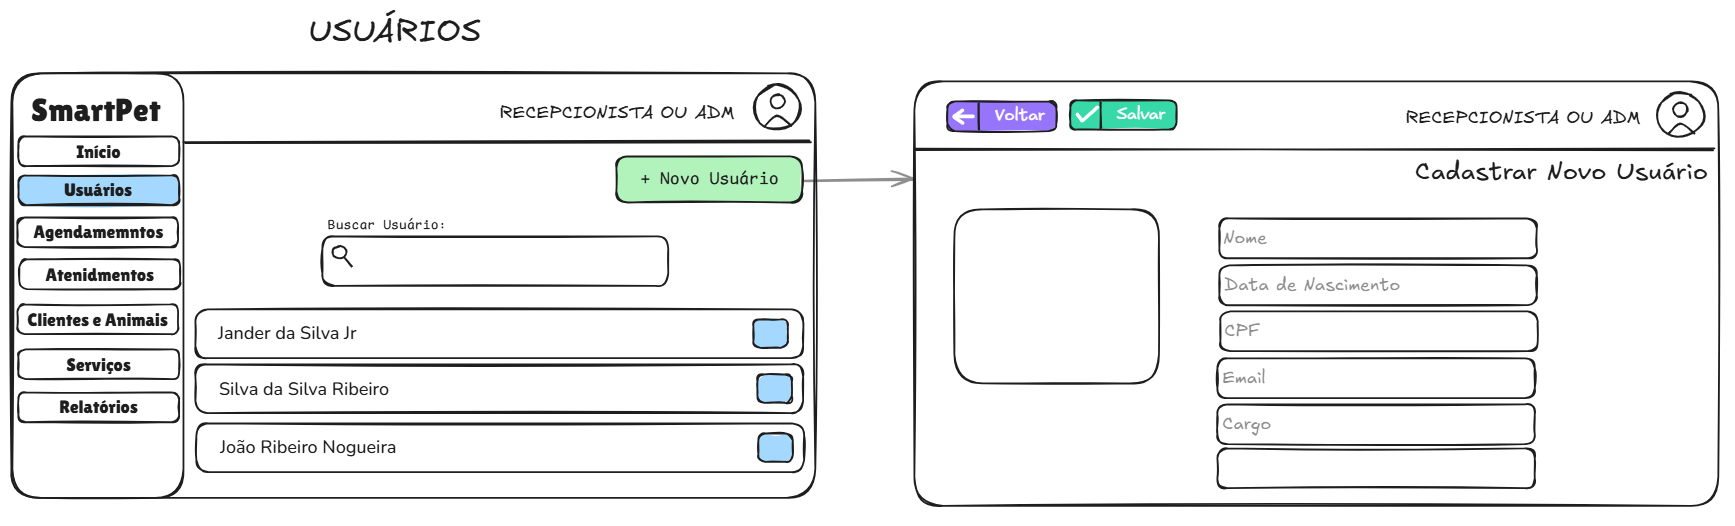 USUÁRIOS
SmartPet
Início
Usuários
Agendamemntos
Atenidmentos
Clientes e Animais
Serviços
Relatórios
RECEPCIONISTA OU ADM
+ Novo Usuário
Buscar Usuário:
Jander da Silva Jr
Silva da Silva Ribeiro
João Ribeiro Nogueira
Voltar
Salvar
RECEPCIONISTA OU ADM
Cadastrar Novo Usuário
Nome
Data de Nascimento
CPF
Email
Cargo